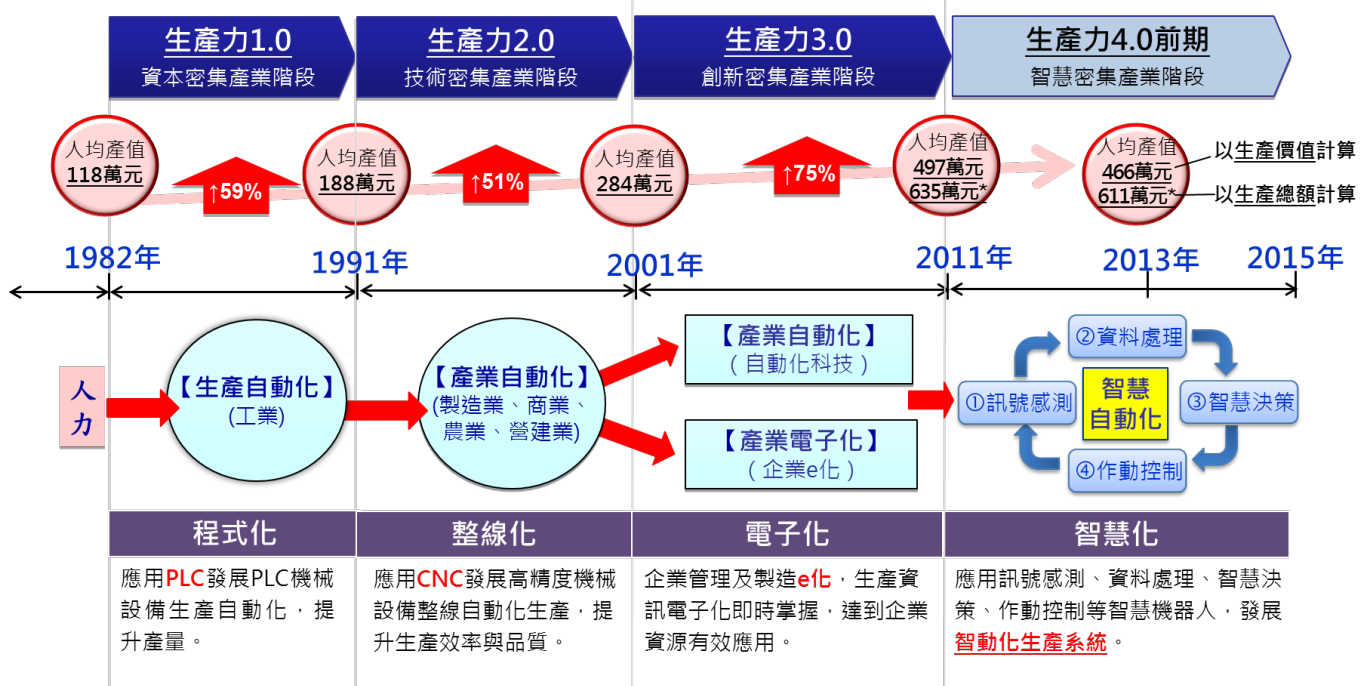 生產力1.0
資本密集產業階段
生產力2.0
技術密集產業階段
生產力3.0
創新密集產業階段
生產力4.0前期
智慧密集產業階段
人均產值
118萬元
↑59%
人均產值
188萬元
↑51%
人均產值
284萬元
↑75%
人均產值
497萬元
635萬元*
人均產值
466萬元
611萬元*
以生產價值計算
以生產總額計算
1982年
1991年
2001年
2011年
2013年
2015年
人
力
【生產自動化】
(工業)
【產業自動化】
(製造業、商業、
農業、營建業)
【產業自動化】
(自動化科技)
【產業電子化】
(企業e化)
①訊號感測
②資料處理
③智慧決策
④作動控制
智慧
自動化
程式化
應用PLC發展PLC機械
設備生產自動化，提
升產量。
整線化
應用CNC發展高精度機械
設備整線自動化生產，提
升生產效率與品質。
電子化
企業管理及製造e化，生產資
訊電子化即時掌握，達到企業
資源有效應用。
智慧化
應用訊號感測、資料處理、智慧決
策、作動控制等智慧機器人，發展
智動化生產系統。